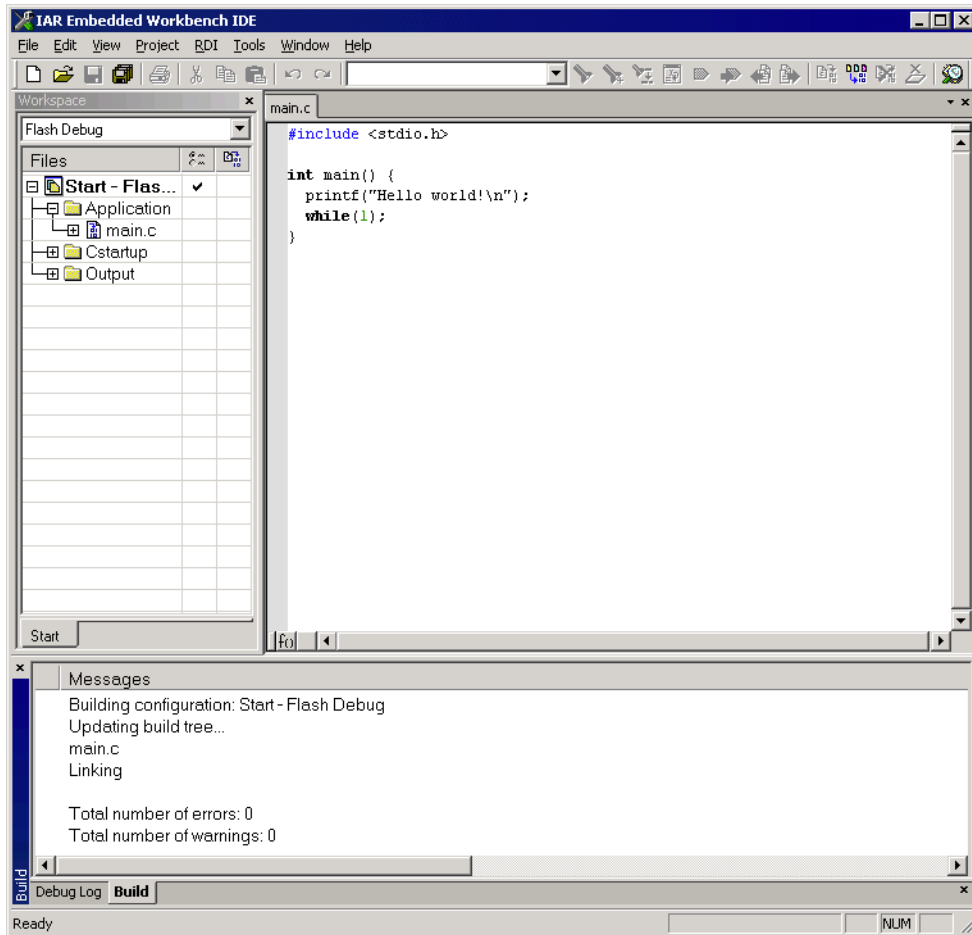 IAR Embedded Workbench IDE
File Edit View Project RDI Tools Window Help
Workspace
Flash Debug
Files
Start - Flas...
Application
main.c
Cstartup
Output
Start
main.c
#include <stdio.h>
int main() {
printf("Hello world!\n");
while(1);
}
f()
Messages
Building configuration: Start - Flash Debug
Updating build tree...
main.c
Linking
Total number of errors: 0
Total number of warnings: 0
Build
Debug Log Build
Ready NUM